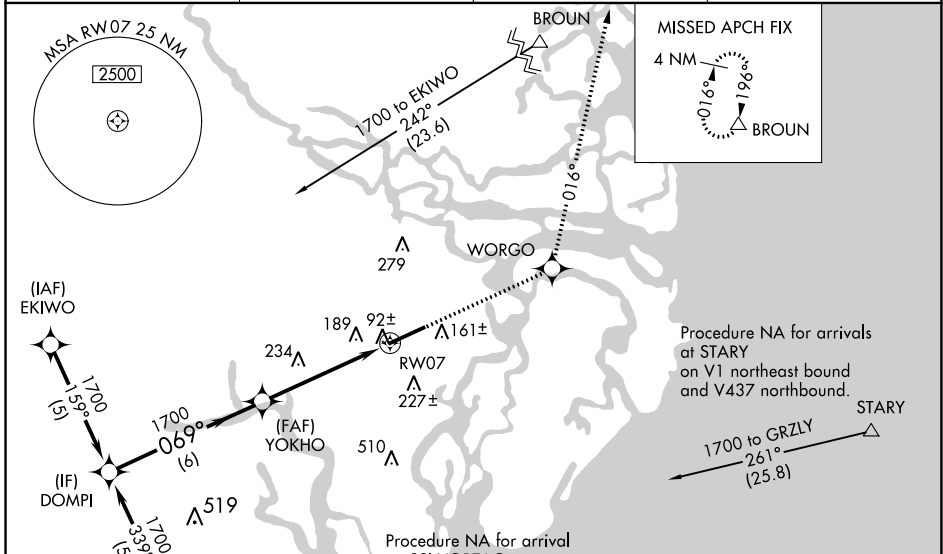 MSA RW07 25 NM
2500
BROUN
1700 to EKIWO
242°
(23.6)
016°
MISSED APCH FIX
4 NM
016°
196°
BROUN
WORGO
279
(IAF)
EKIWO
189
92±
161±
RW07
234
227±
1700
159°
(5)
1700
069°
(6)
(FAF)
YOKHO
510
(IF)
DOMPI
519
1700
339°
Procedure NA for arrivals
at STARY
on V1 northeast bound
and V437 northbound.
STARY
1700 to GRZLY
261°
(25.8)
Procedure NA for arrival